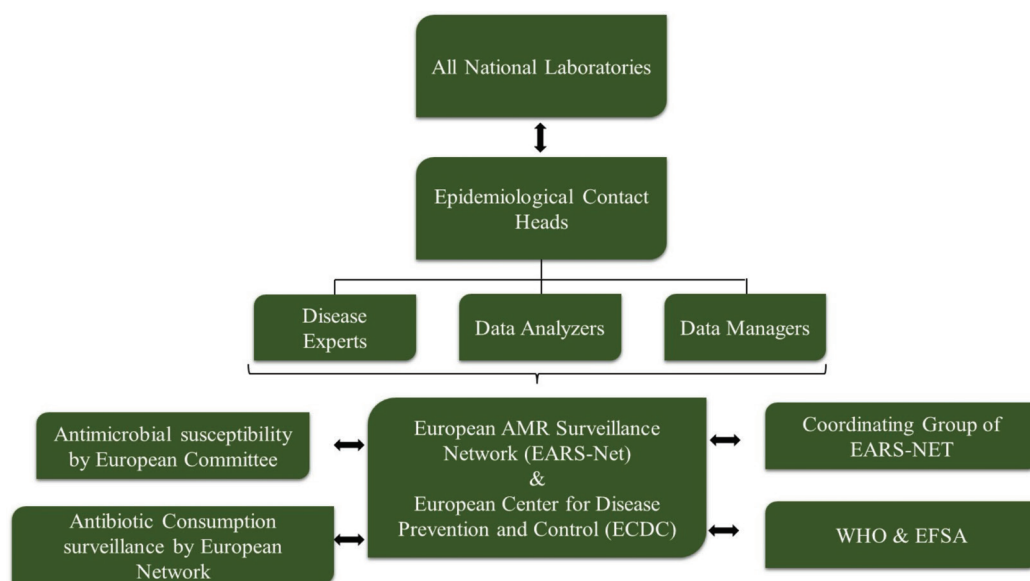 All National Laboratories
Epidemiological Contact
Heads
Disease
Experts
Data Analyzers
Data Managers
Antimicrobial susceptibility
by European Committee
European AMR Surveillance
Network (EARS-Net)
&
European Center for Disease
Prevention and Control (ECDC)
Coordinating Group of
EARS-NET
Antibiotic Consumption
surveillance by European
Network
WHO & EFSA